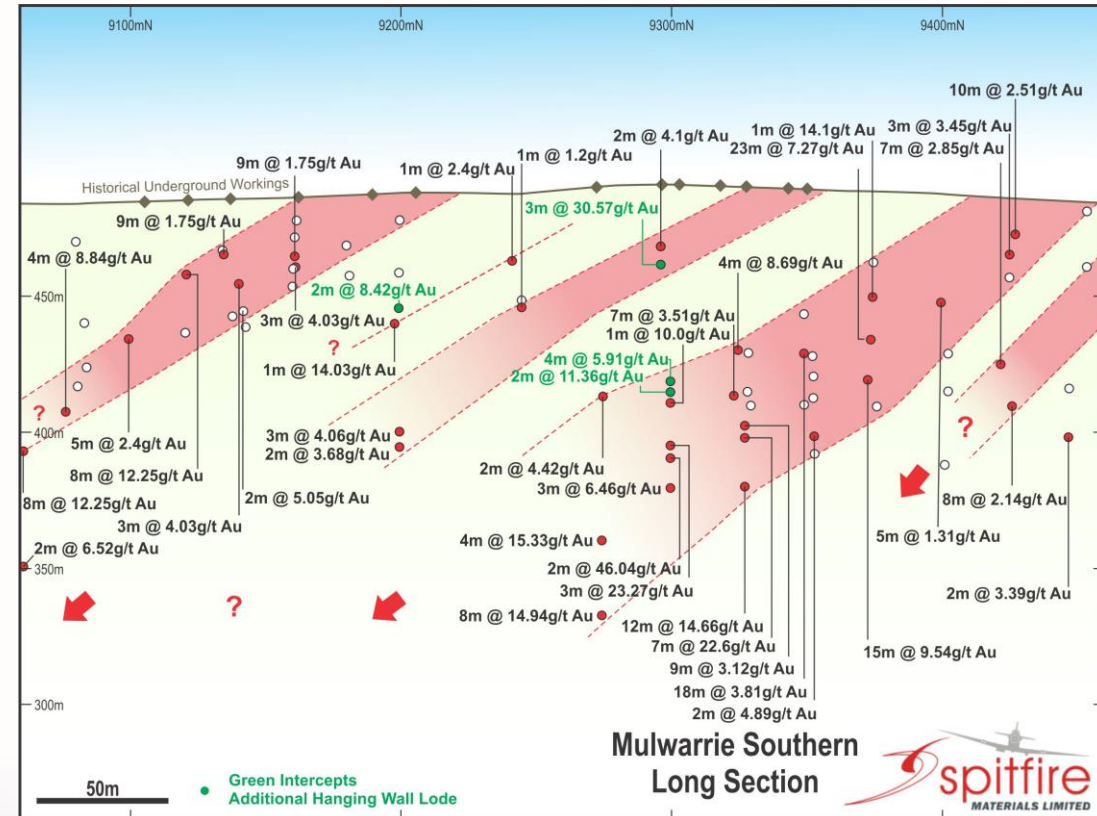 9100mN
9200mN
9300mN
9400mN
10m @ 2.51g/t Au
3m @ 3.45g/t Au
7m @ 2.85g/t Au
1m @ 14.1g/t Au
23m @ 7.27g/t Au
2m @ 4.1g/t Au
1m @ 1.2g/t Au
1m @ 2.4g/t Au
9m @ 1.75g/t Au
Historical Underground Workings
9m @ 1.75g/t Au
3m @ 30.57g/t Au
4m @ 8.84g/t Au
4m @ 8.69g/t Au
2m @ 8.42g/t Au
450m
3m @ 4.03g/t Au
7m @ 3.51g/t Au
1m @ 10.0g/t Au
?
4m @ 5.91g/t Au
2m @ 11.36g/t Au
1m @ 14.03g/t Au
?
?
400m
5m @ 2.4g/t Au
3m @ 4.06g/t Au
2m @ 3.68g/t Au
8m @ 12.25g/t Au
2m @ 4.42g/t Au
3m @ 6.46g/t Au
8m @ 12.25g/t Au
2m @ 5.05g/t Au
8m @ 2.14g/t Au
3m @ 4.03g/t Au
5m @ 1.31g/t Au
2m @ 6.52g/t Au
4m @ 15.33g/t Au
350m
2m @ 46.04g/t Au
3m @ 23.27g/t Au
2m @ 3.39g/t Au
?
8m @ 14.94g/t Au
12m @ 14.66g/t Au
7m @ 22.6g/t Au
15m @ 9.54g/t Au
9m @ 3.12g/t Au
18m @ 3.81g/t Au
2m @ 4.89g/t Au
300m
Mulwarrie Southern
Long Section
50m
Green Intercepts
Additional Hanging Wall Lode
spitfire
MATERIALS LIMITED